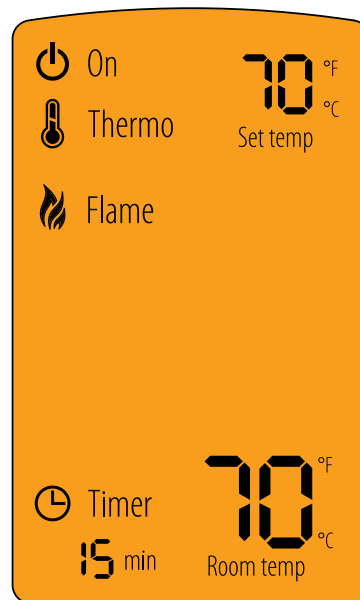 On
70 °F
°C
Thermo
Set temp
Flame
70 °F
°C
Timer
15 min
Room temp